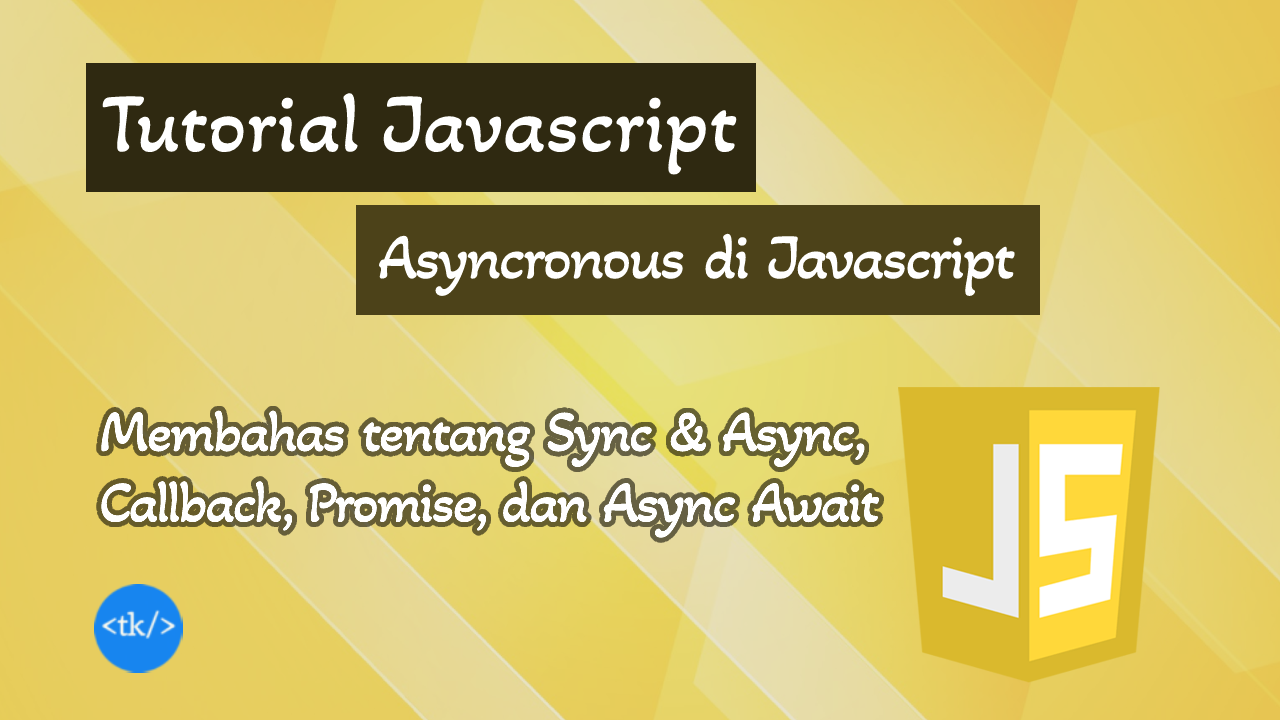 Tutorial Javascript
Asyncronous di Javascript
Membahas tentang Sync & Async,
Callback, Promise, dan Async Await
JS
<tk/>